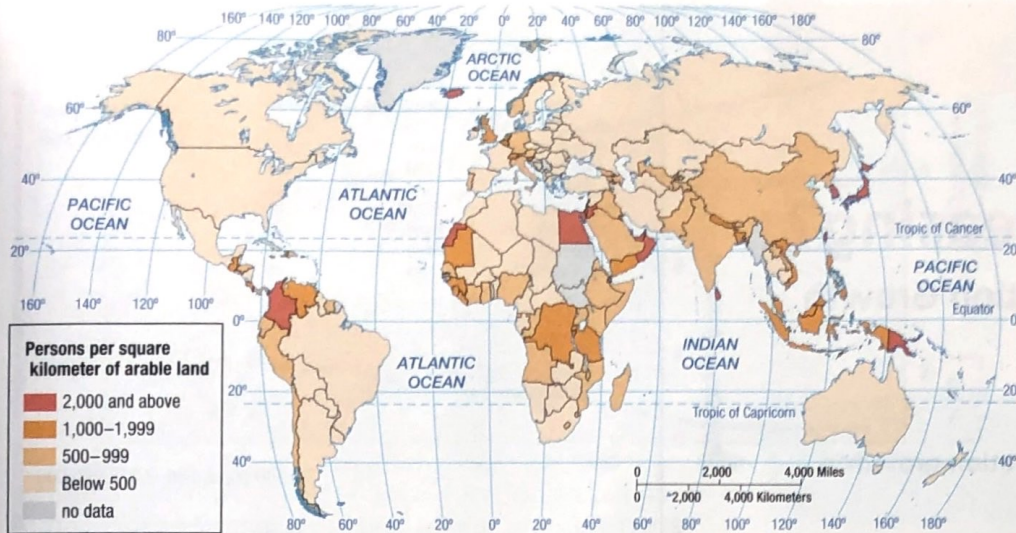 160° 140° 120° 100° 80° 60° 40° 20° 0° 20° 40° 60° 80° 100° 120° 140° 160° 180°
80° 80°
ARCTIC
OCEAN
60° 60°
40° 40°
PACIFIC
OCEAN
ATLANTIC
OCEAN
Tropic of Cancer
20° 20
PACIFIC
OCEAN
160° 140° 120° 100°
Equator
0° 0
INDIAN
OCEAN
ATLANTIC
OCEAN
20° 20
Tropic of Capricorn
40° 40°
Persons per square
kilometer of arable land
2,000 and above
1,000–1,999
500–999
Below 500
no data
0 2,000 4,000 Miles
0 2,000 4,000 Kilometers
80° 60° 40° 20° 0° 20° 40° 60° 80° 100° 120° 140° 160° 180°